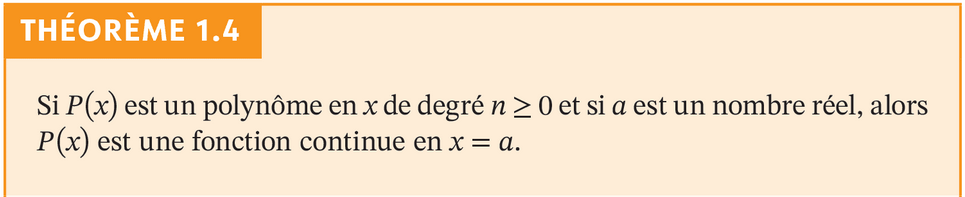 THÉORÈME 1.4
Si P(x) est un polynôme en x de degré n ≥ 0 et si a est un nombre réel, alors
P(x) est une fonction continue en x = a.